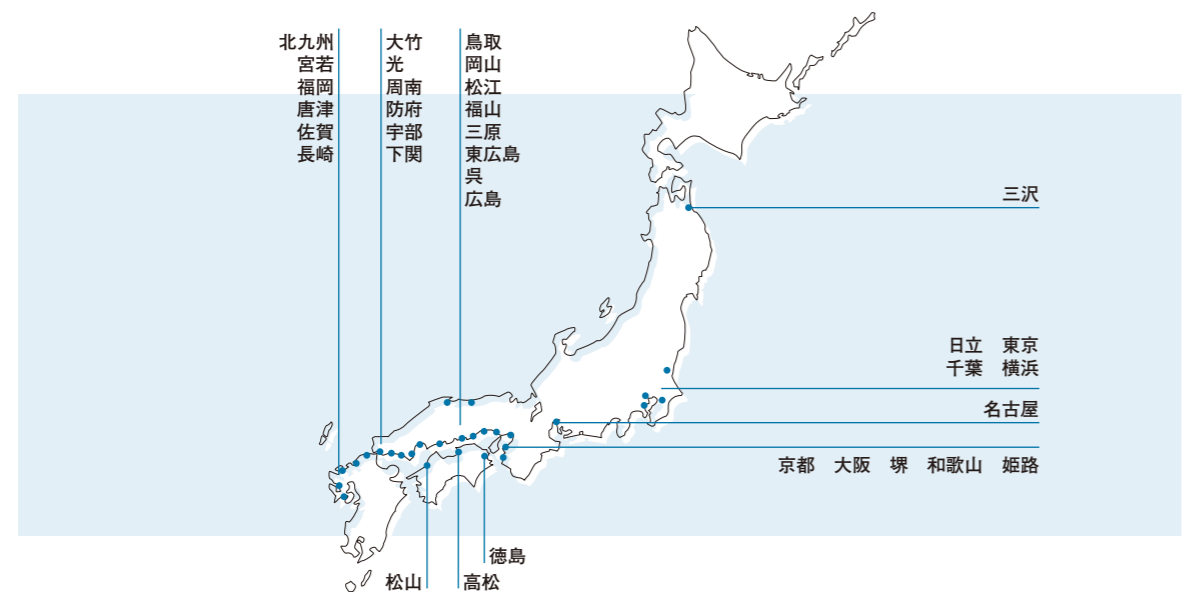 北九州
宮若
福岡
唐津
佐賀
長崎
大竹
光
周南
防府
宇部
下関
鳥取
岡山
松江
福山
三原
東広島
呉
広島
三沢
日立　東京
千葉　横浜
名古屋
京都　大阪　堺　和歌山　姫路
徳島
松山
高松